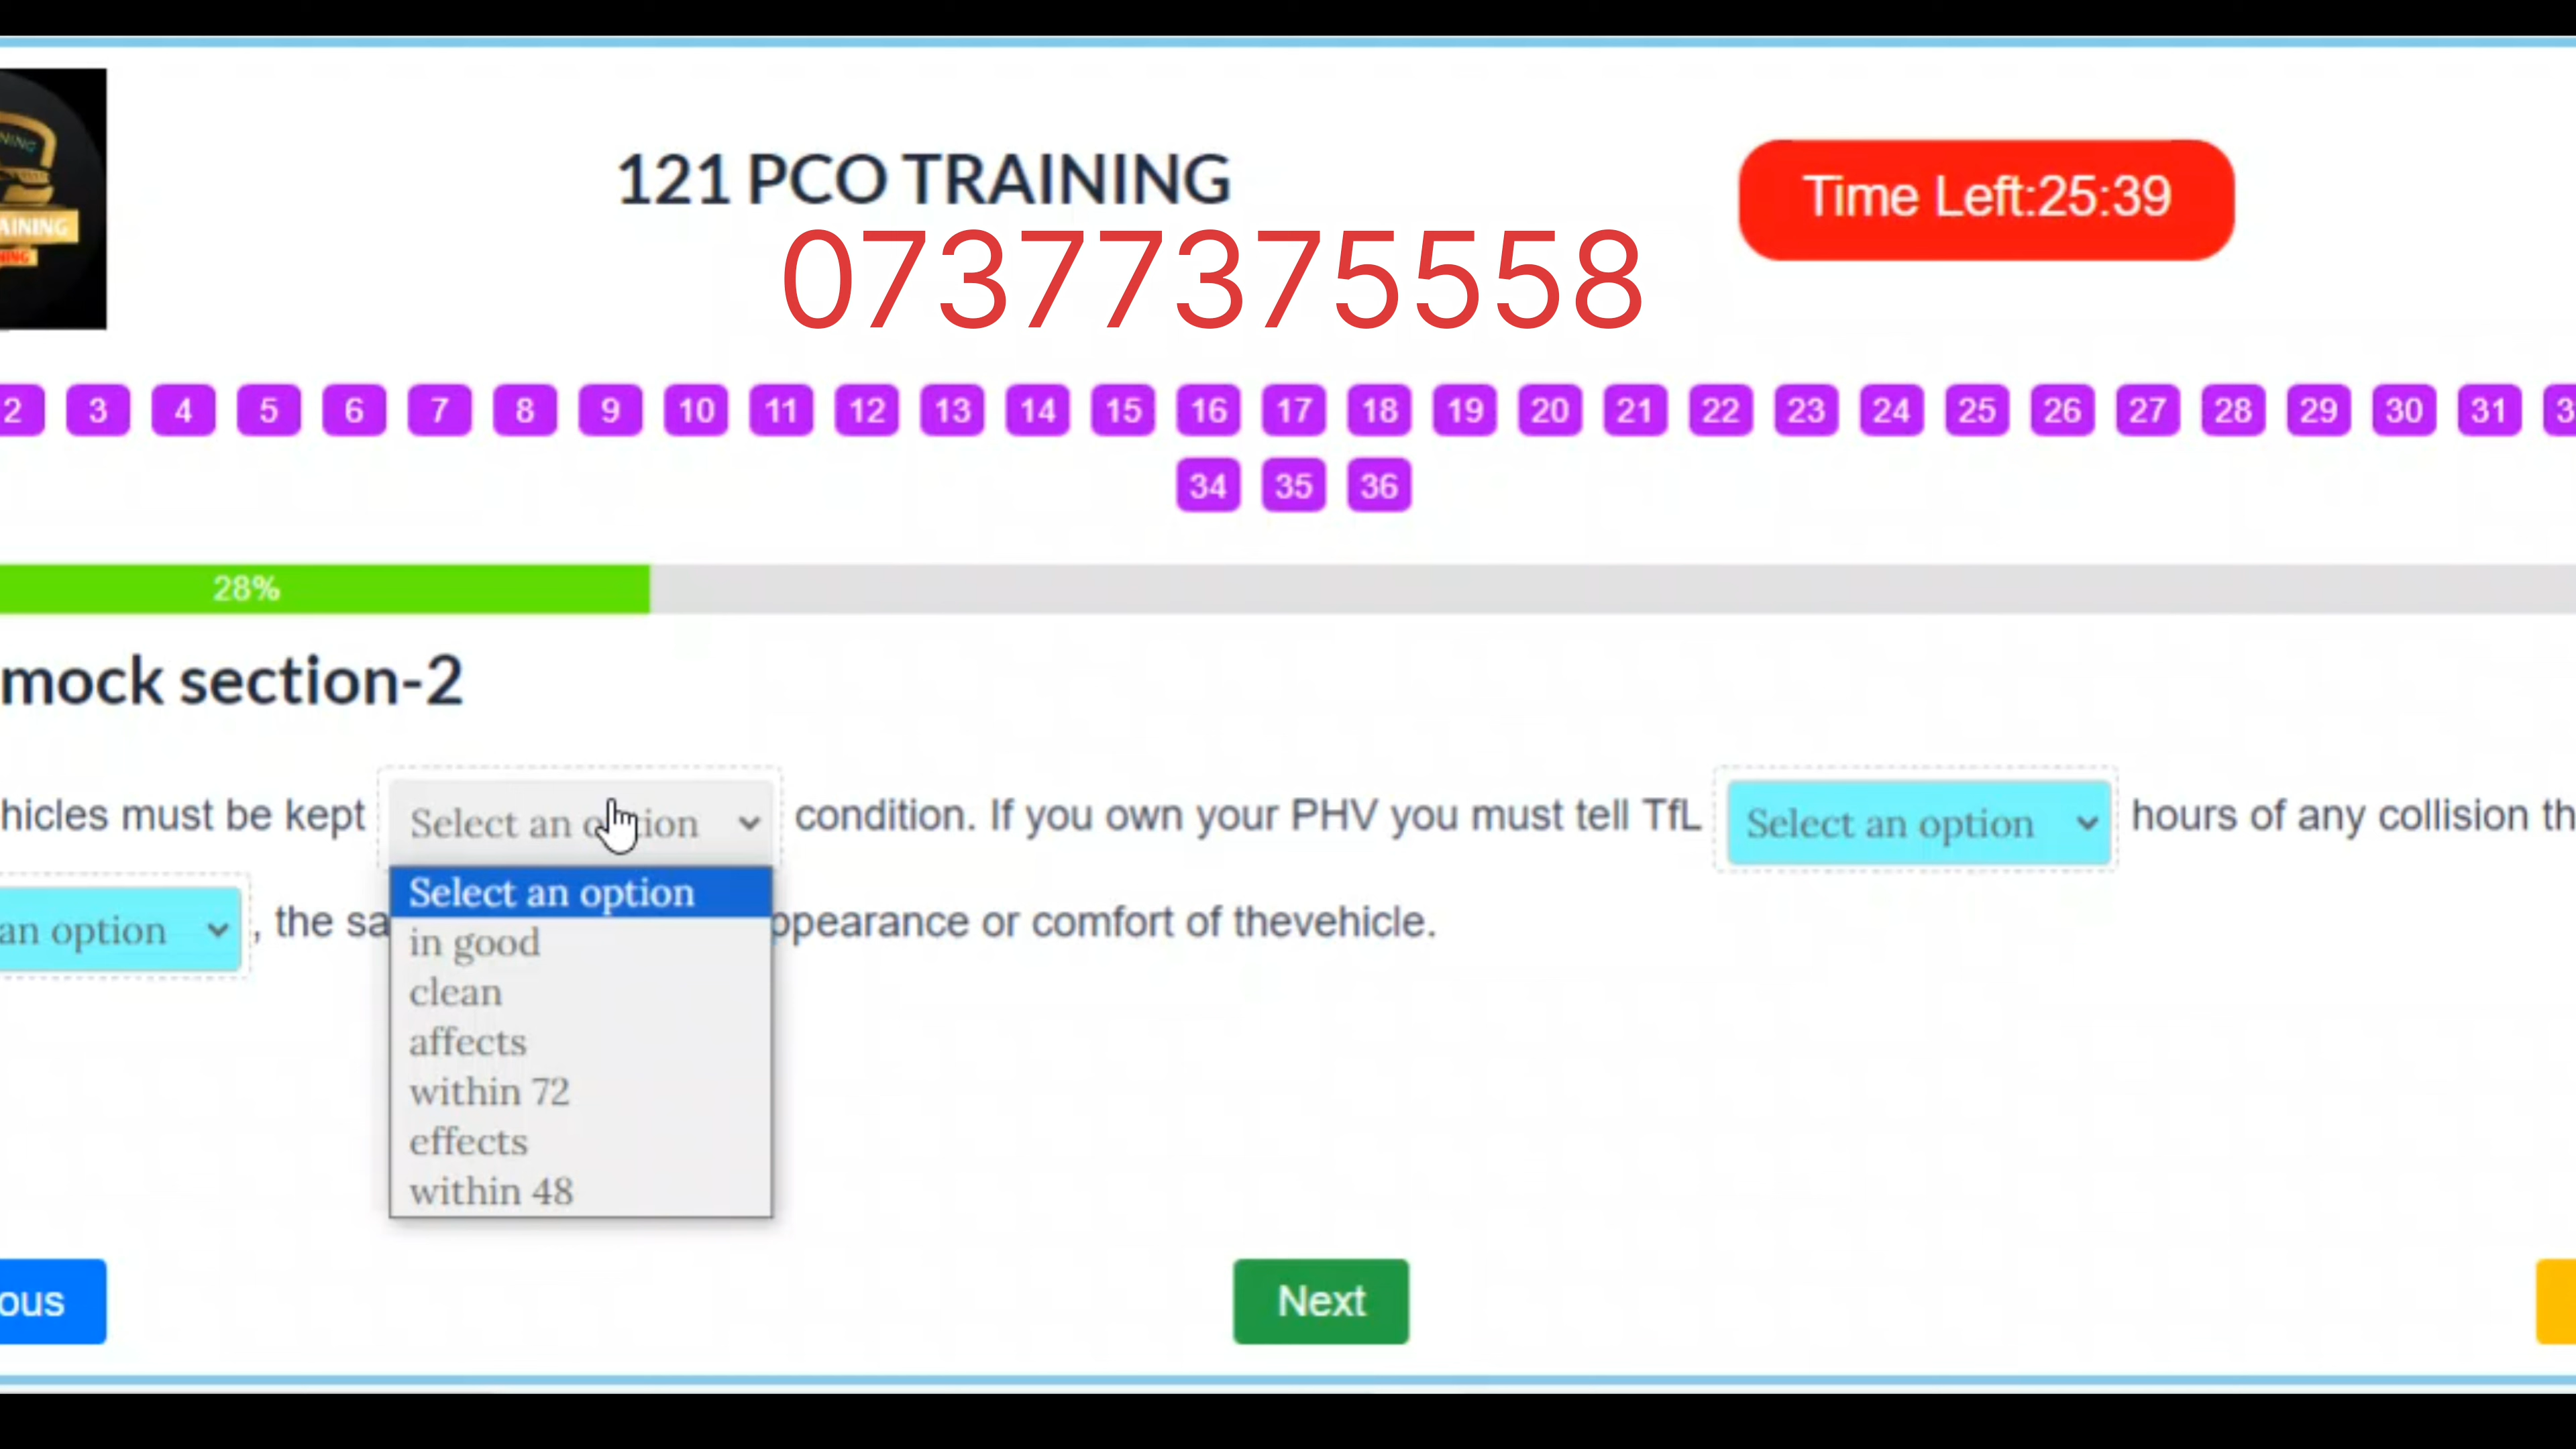 NING
AINING
NING
121 PCO TRAINING
Time Left:25:39
07377375558
2 3 4 5 6 7 8 9 10 11 12 13 14 15 16 17 18 19 20 21 22 23 24 25 26 27 28 29 30 31 3
34 35 36
28%
mock section-2
hicles must be kept Select an option condition. If you own your PHV you must tell TfL Select an option hours of any collision th
an option , the sa ppearance or comfort of thevehicle.
Select an option
in good
clean
affects
within 72
effects
within 48
ous
Next